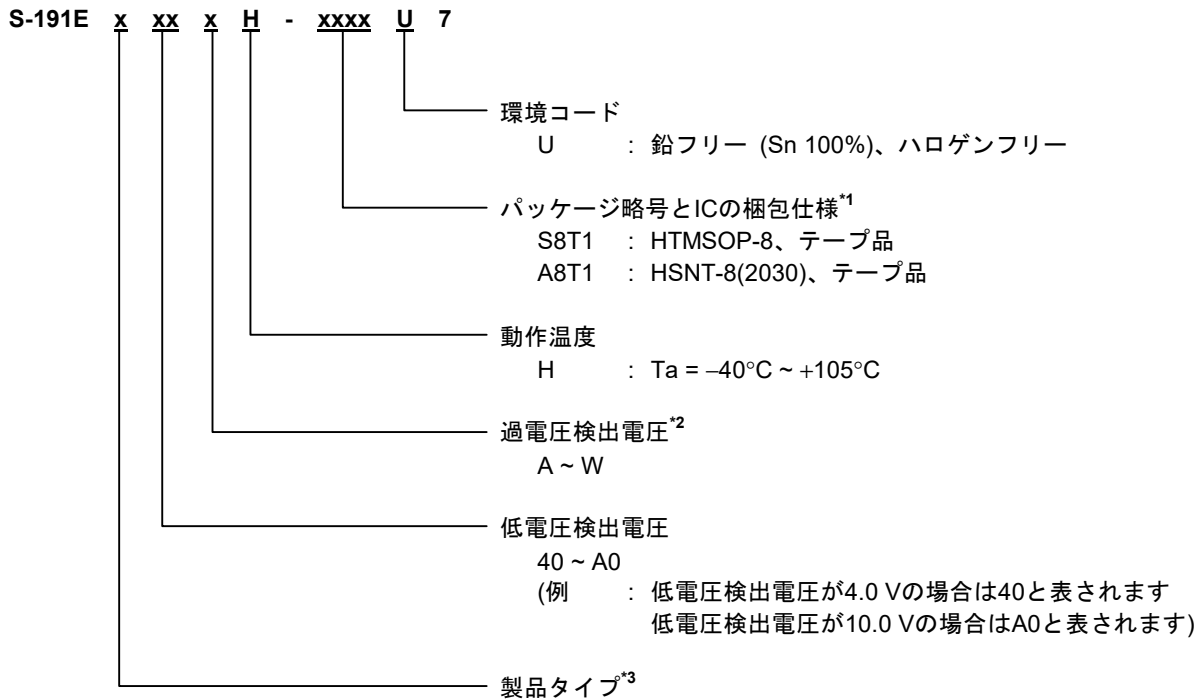 S-191E x xx x H - xxxx U 7
環境コード
U : 鉛フリー (Sn 100%)、ハロゲンフリー
パッケージ略号とICの梱包仕様*1
S8T1 : HTMSOP-8、テープ品
A8T1 : HSNT-8(2030)、テープ品
動作温度
H : Ta = −40°C ~ +105°C
過電圧検出電圧*2
A ~ W
低電圧検出電圧
40 ~ A0
(例 : 低電圧検出電圧が4.0 Vの場合は40と表されます
低電圧検出電圧が10.0 Vの場合はA0と表されます)
製品タイプ*3